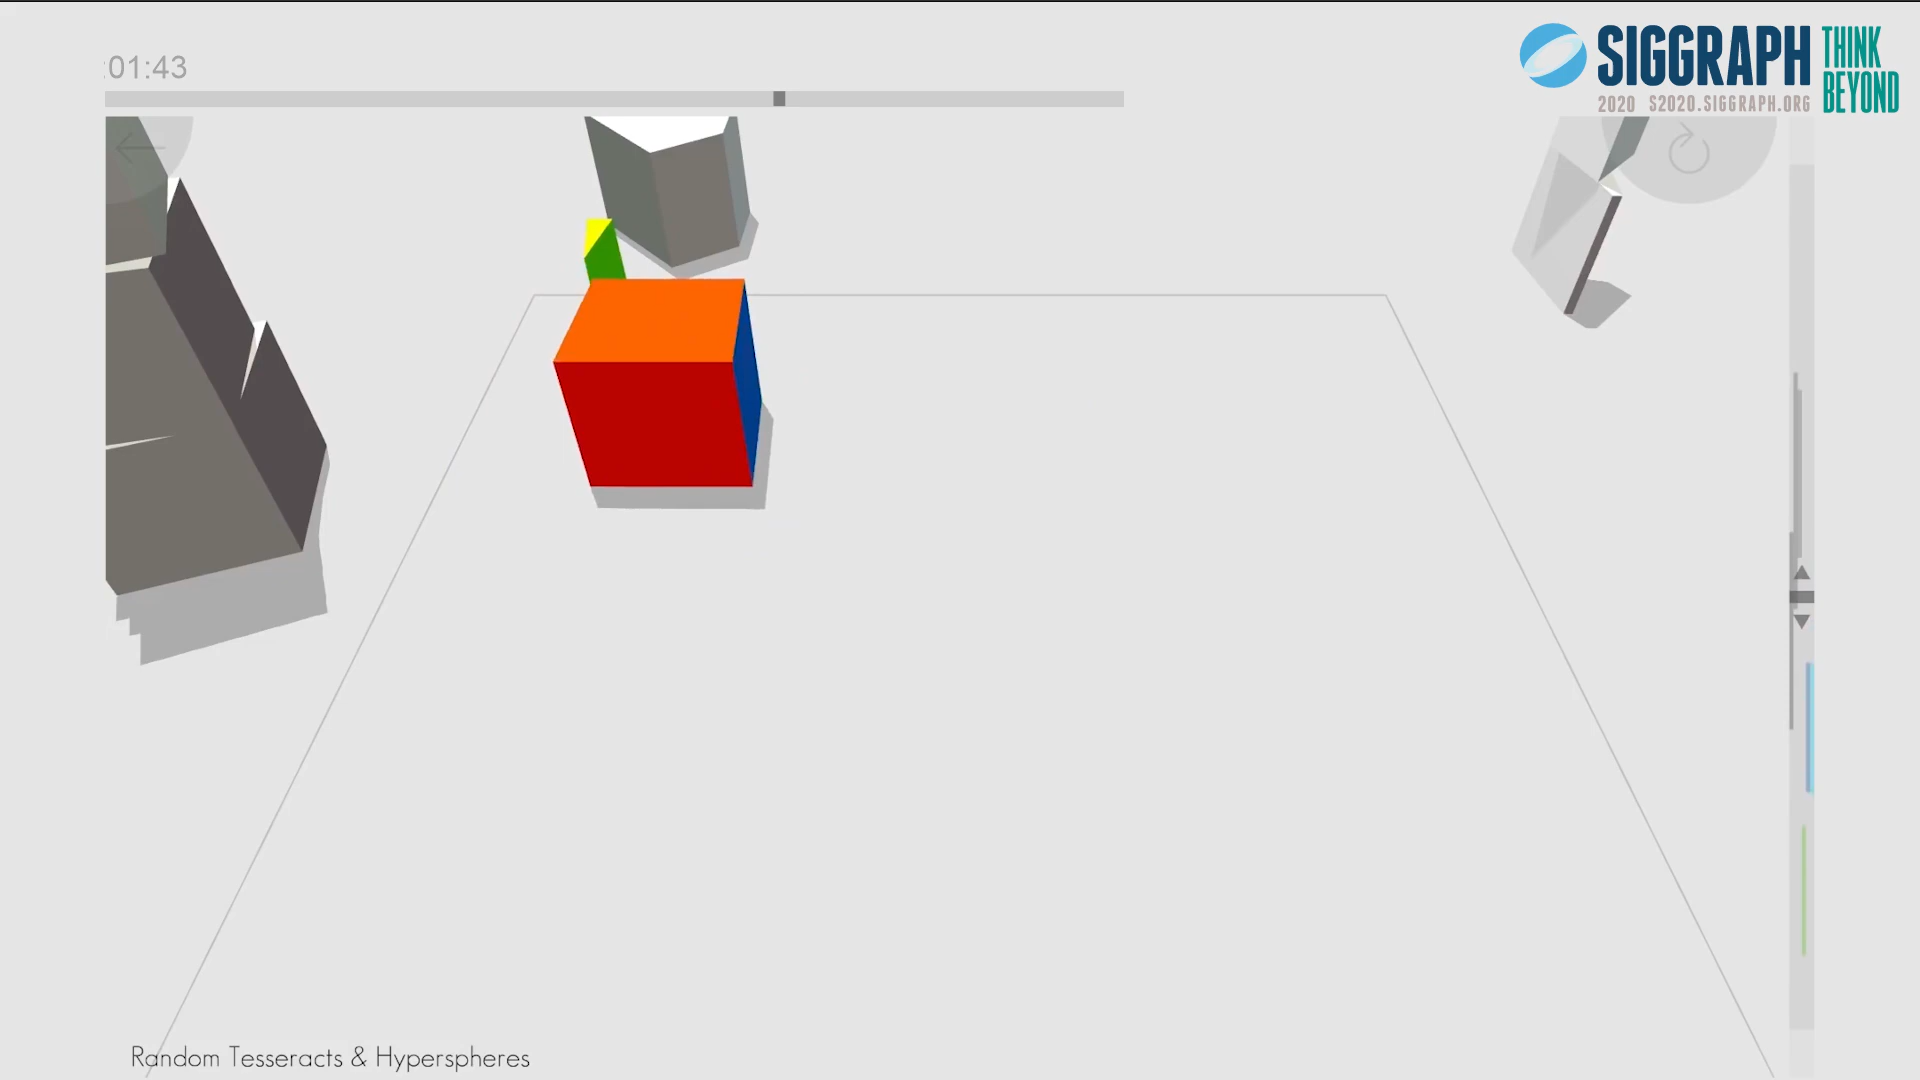 :01:43
SIGGRAPH
THINK
BEYOND
2020 S2020.SIGGRAPH.ORG
Random Tesseracts & Hyperspheres